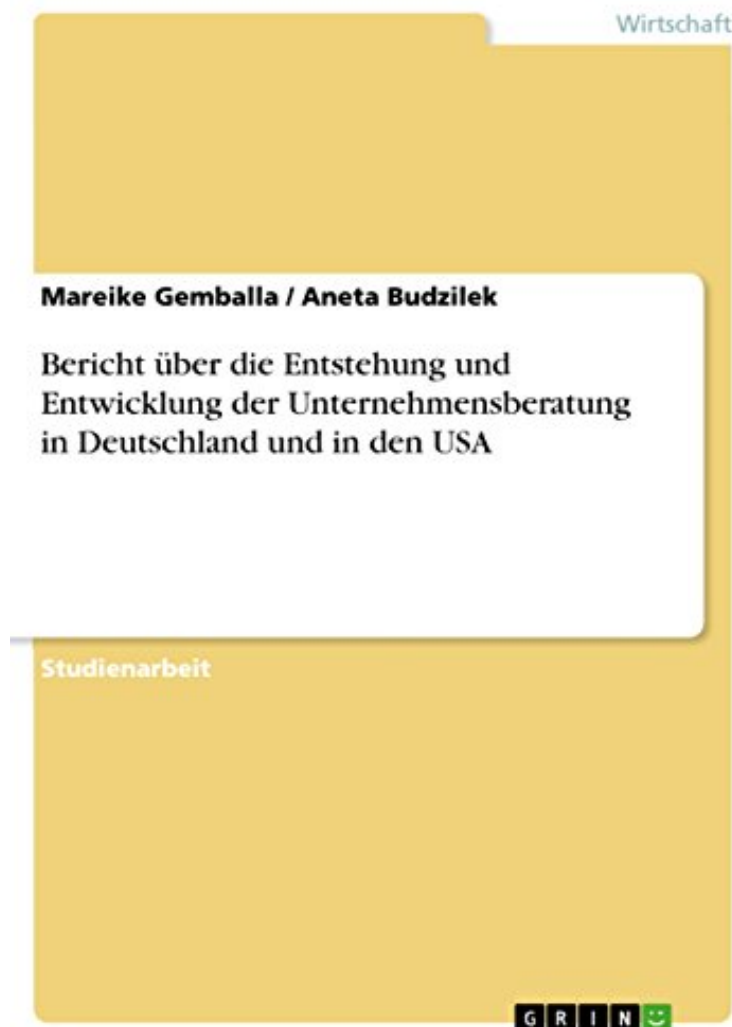 Wirtschaft
Mareike Gemballa / Aneta Budzilek
Bericht über die Entstehung und
Entwicklung der Unternehmensberatung
in Deutschland und in den USA
Studienarbeit
GRIN